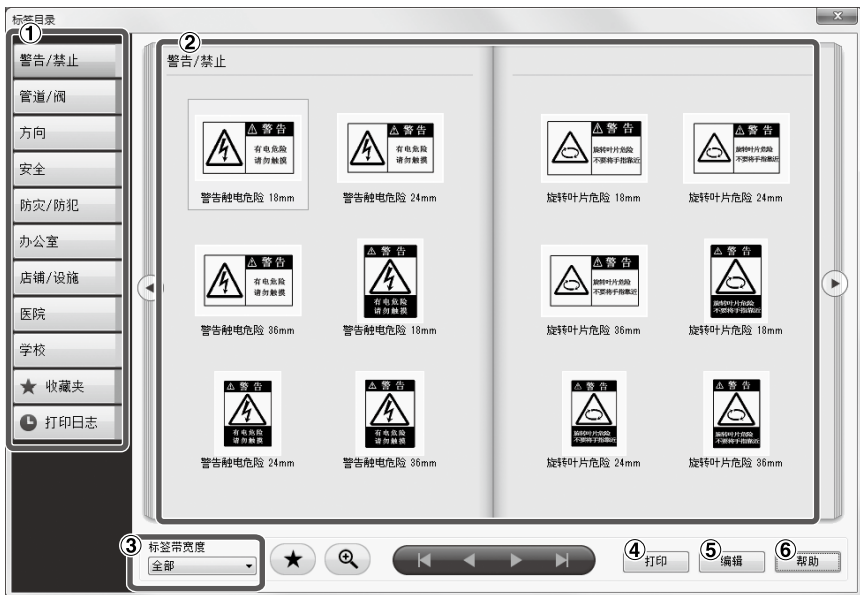 标签目录
①
警告/禁止
管道/阀
方向
安全
防灾/防犯
办公室
店铺/设施
医院
学校
收藏夹
打印日志
②
警告/禁止
警告
有电危险
请勿触摸
警告触电危险 18mm
警告
有电危险
请勿触摸
警告触电危险 24mm
警告
旋转叶片危险
不要将手指靠近
旋转叶片危险 18mm
警告
旋转叶片危险
不要将手指靠近
旋转叶片危险 24mm
警告
有电危险
请勿触摸
警告触电危险 36mm
警告
有电危险
请勿触摸
警告触电危险 18mm
警告
旋转叶片危险
不要将手指靠近
旋转叶片危险 36mm
警告
旋转叶片危险
不要将手指靠近
旋转叶片危险 18mm
警告
有电危险
请勿触摸
警告触电危险 24mm
警告
有电危险
请勿触摸
警告触电危险 36mm
警告
旋转叶片危险
不要将手指靠近
旋转叶片危险 24mm
警告
旋转叶片危险
不要将手指靠近
旋转叶片危险 36mm
③
标签带宽度
全部
④
打印
⑤
编辑
⑥
帮助